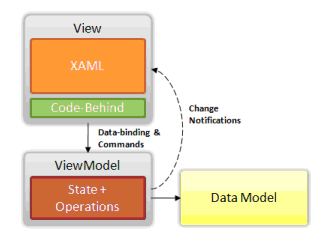 View
XAML
Code-Behind
Change
Notifications
Data-binding &
Commands
ViewModel
State +
Operations
Data Model